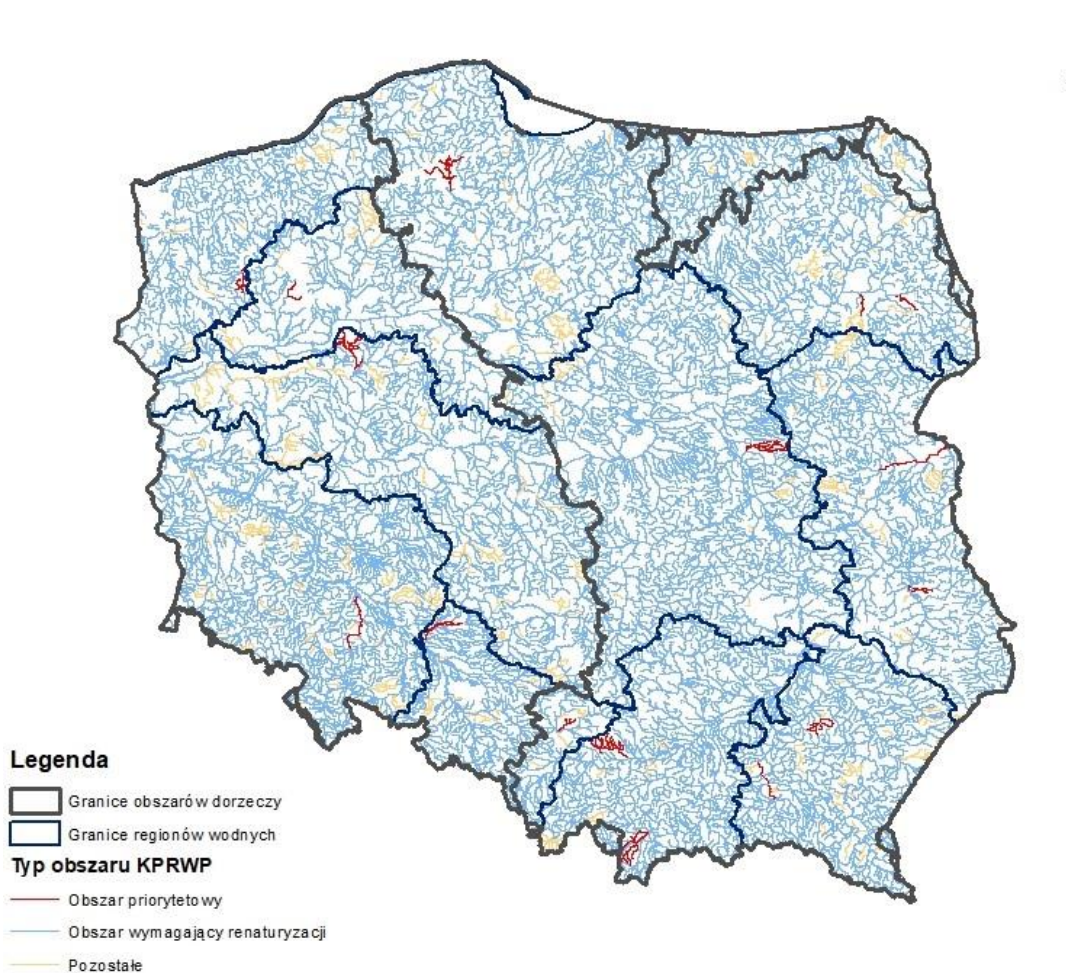 Legenda
Granice obszarów dorzeczy
Granice regionów wodnych
Typ obszaru KPRWP
Obszar priorytetowy
Obszar wymagający renaturyzacji
Pozostałe